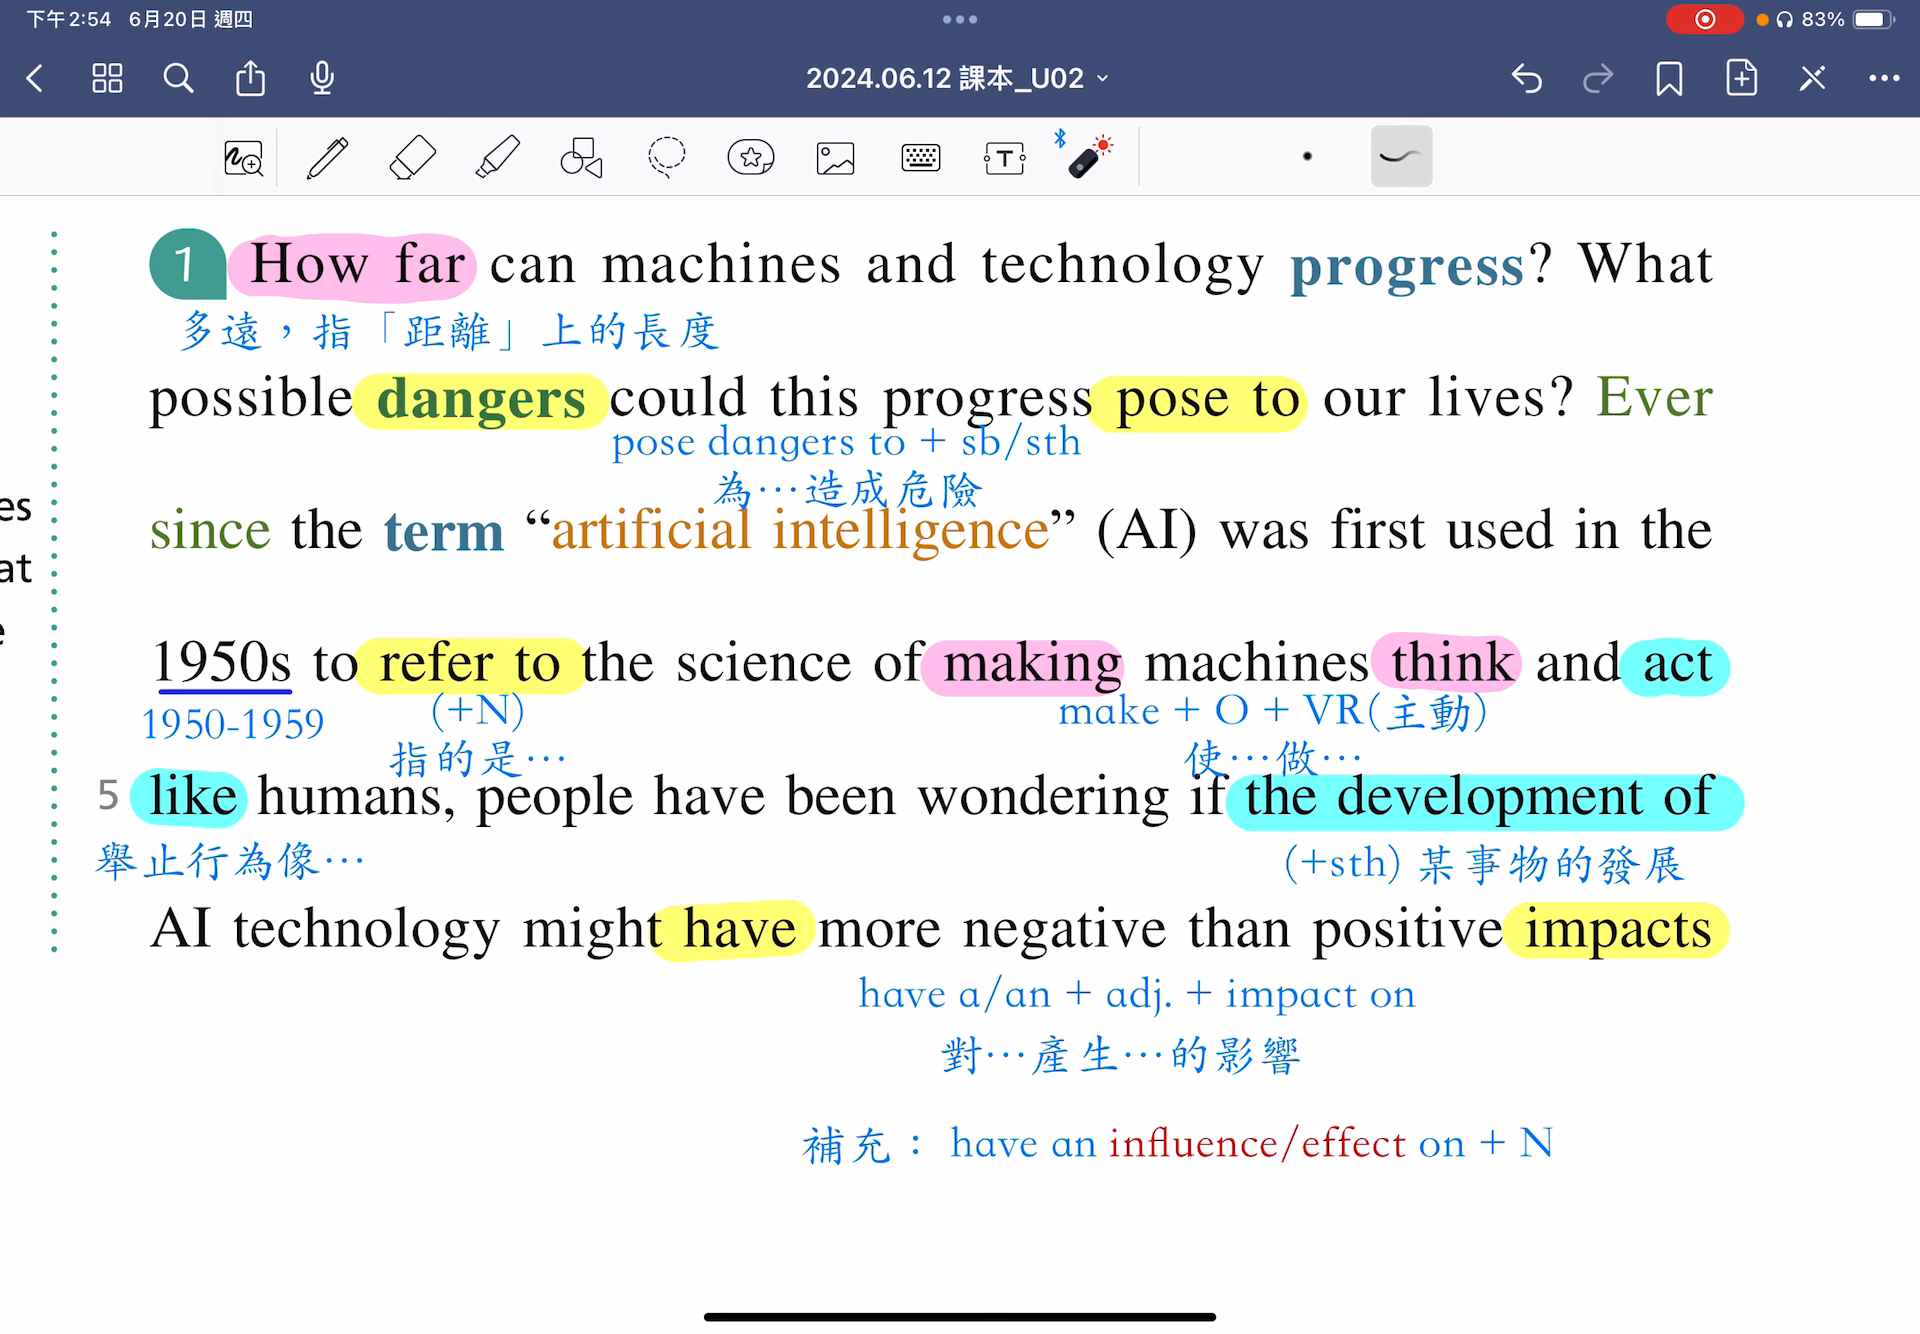 下午2:54 6月20日 週四
83%
2024.06.12 課本_U02
T
1 How far can machines and technology progress? What
多遠，指「距離」上的長度
possible dangers could this progress pose to our lives? Ever
pose dangers to + sb/sth
為…造成危險
es
since the term “artificial intelligence” (AI) was first used in the
at
e
1950s to refer to the science of making machines think and act
1950-1959 (+N) make + O + VR(主動)
指的是… 使…做…
5 like humans, people have been wondering if the development of
舉止行為像… (+sth) 某事物的發展
AI technology might have more negative than positive impacts
have a/an + adj. + impact on
對…產生…的影響
補充： have an influence/effect on + N